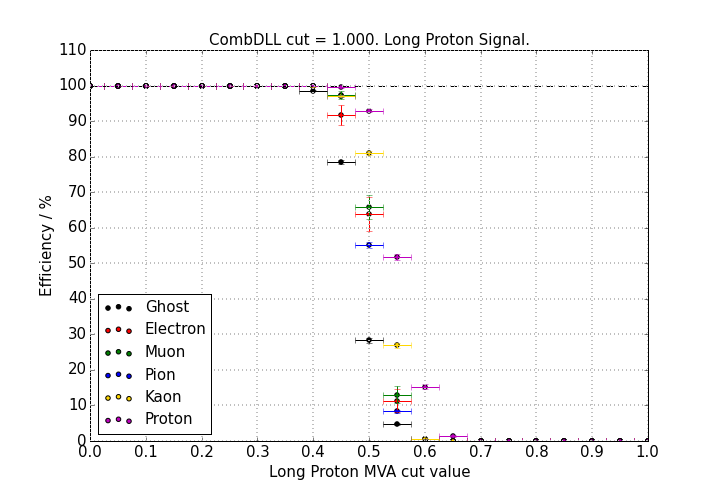 CombDLL cut = 1.000. Long Proton Signal.
110
100
90
80
70
60
50
40
30
20
10
0
Efficiency / %
Ghost
Electron
Muon
Pion
Kaon
Proton
0.0 0.1 0.2 0.3 0.4 0.5 0.6 0.7 0.8 0.9 1.0
Long Proton MVA cut value